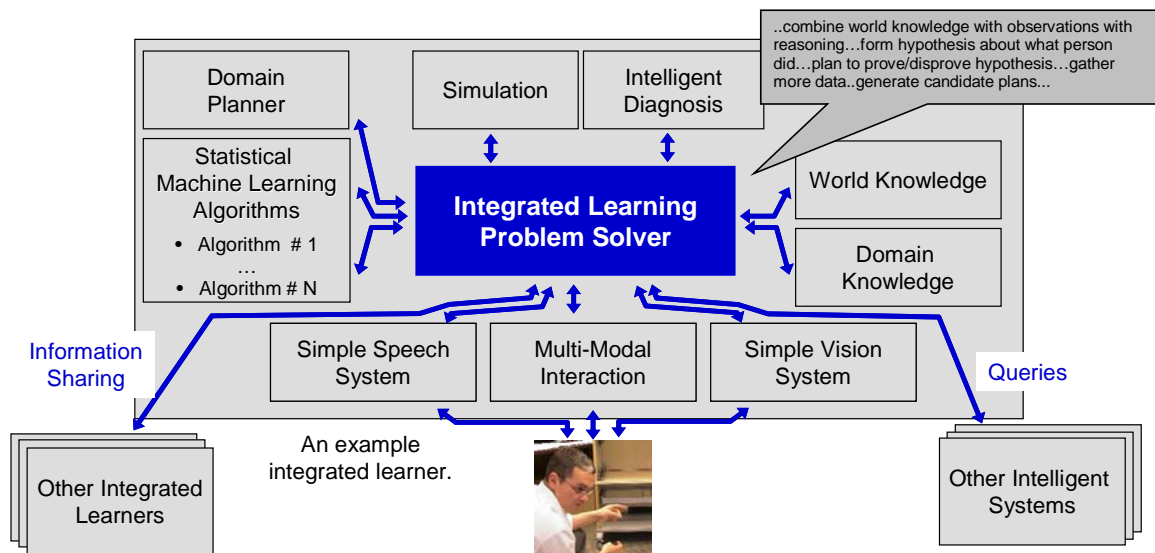 ..combine world knowledge with observations with
reasoning…form hypothesis about what person
did…plan to prove/disprove hypothesis…gather
more data..generate candidate plans...
Domain
Planner
Simulation
Intelligent
Diagnosis
Statistical
Machine Learning
Algorithms
• Algorithm # 1
…
• Algorithm # N
Integrated Learning
Problem Solver
World Knowledge
Domain
Knowledge
Information
Sharing
Simple Speech
System
Multi-Modal
Interaction
Simple Vision
System
Queries
An example
integrated learner.
Other Integrated
Learners
Other Intelligent
Systems